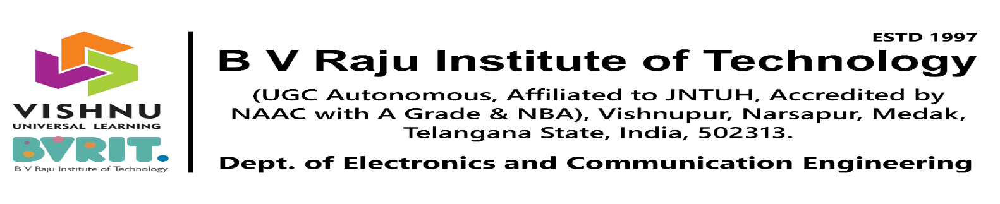 VISHNU
UNIVERSAL LEARNING
BVRIT.
B V Raju Institute of Technology
ESTD 1997
B V Raju Institute of Technology
(UGC Autonomous, Affiliated to JNTUH, Accredited by
NAAC with A Grade & NBA), Vishnupur, Narsapur, Medak,
Telangana State, India, 502313.
Dept. of Electronics and Communication Engineering